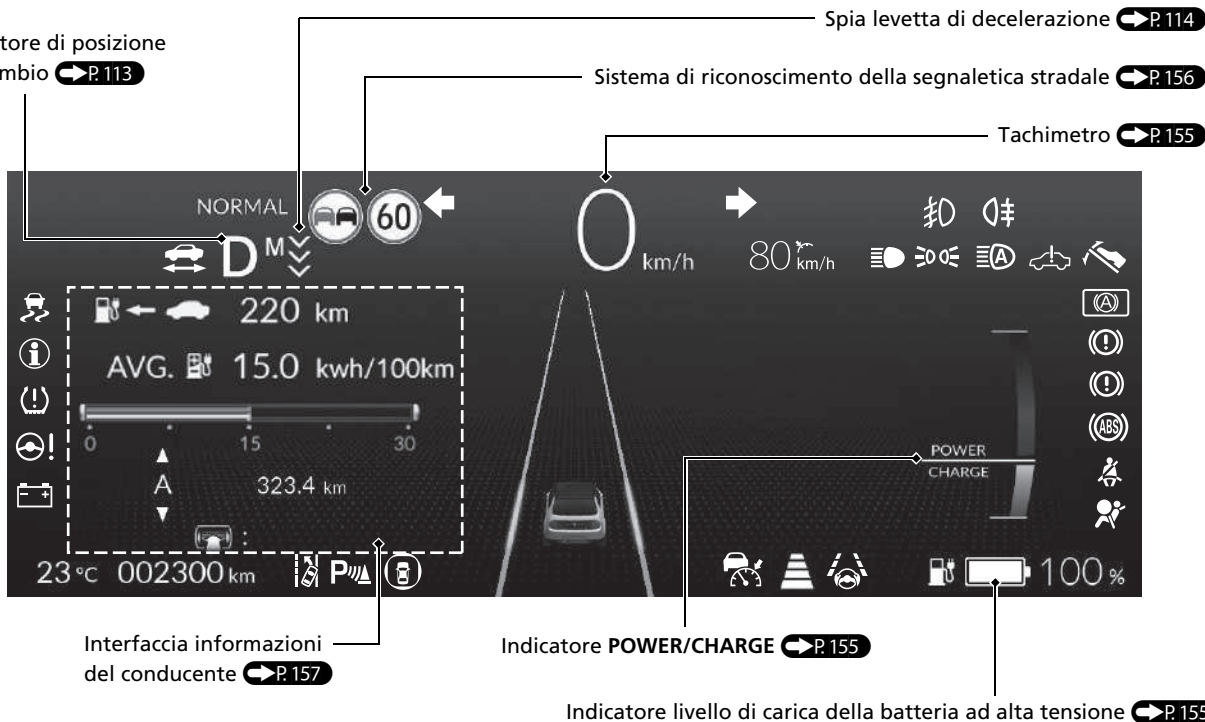 Spia levetta di decelerazione P. 114
tore di posizione
mbio P. 113
Sistema di riconoscimento della segnaletica stradale P. 156
Tachimetro P. 155
NORMAL
60
0 km/h
D M
80 km/h
A
220 km
(A)
AVG. 15.0 kwh/100km
0 15 30
ABS
POWER
CHARGE
A 323.4 km
23 °C 002300 km P
100 %
Interfaccia informazioni
del conducente P. 157
Indicatore POWER/CHARGE P. 155
Indicatore livello di carica della batteria ad alta tensione P. 155